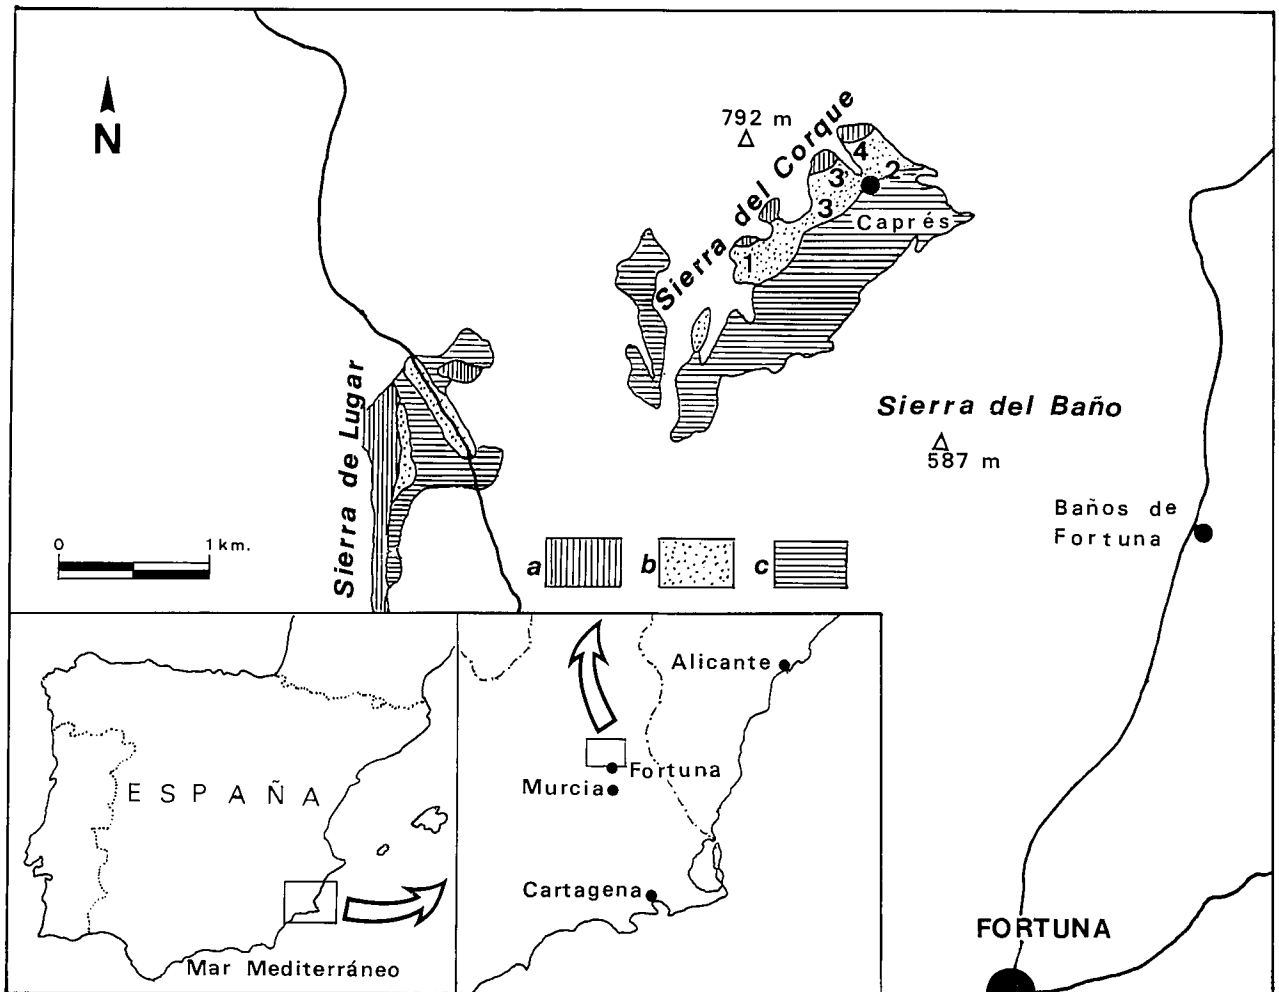 N
792 m
Sierra del Corque
4
3
2
3
Caprés
1
Sierra de Lugar
Sierra del Baño
587 m
Baños de
Fortuna
0 1 km.
a b c
ESPAÑA
Mar Mediterráneo
Alicante
Fortuna
Murcia
Cartagena
FORTUNA